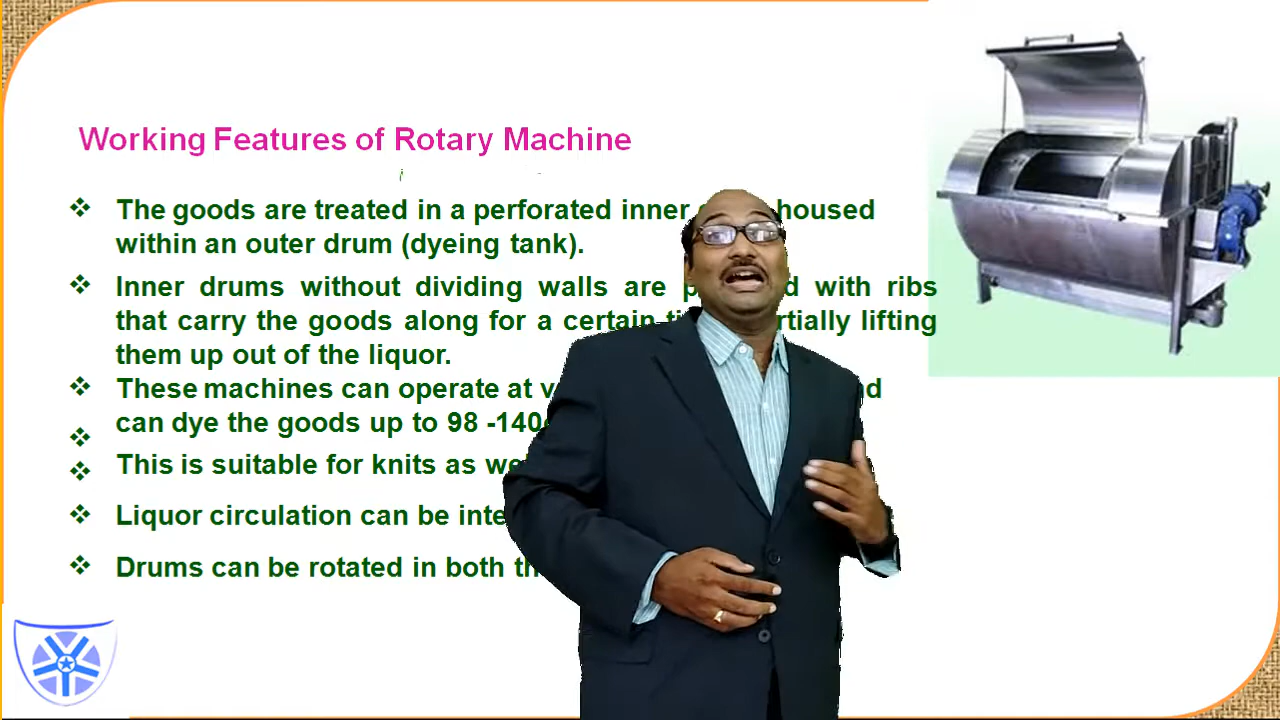 Working Features of Rotary Machine
The goods are treated in a perforated inner housed
within an outer drum (dyeing tank).
Inner drums without dividing walls are with ribs
that carry the goods along for a certain lifting
them up out of the liquor.
These machines can operate at
can dye the goods up to 98 -140
This is suitable for knits as
Liquor circulation can be
Drums can be rotated in both